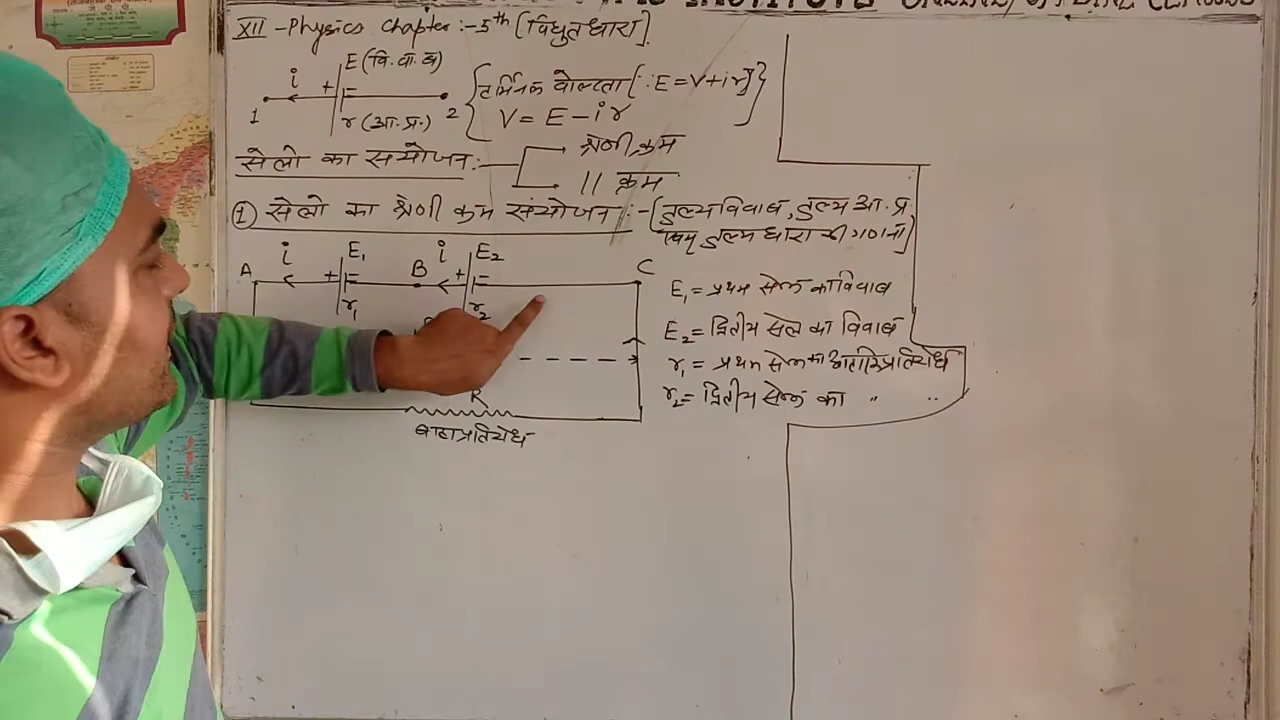 XII - Physics Chapter :- 5th [विधुत धारा].
E (वि. वा. ब)
i
+
1
2
r (आ. प्र.)
टर्मिनल वोल्टता [∵ E = V + ir]
V = E - ir
सेलो का संयोजन :-
श्रेणी क्रम
// क्रम
① सेलो का श्रेणी क्रम संयोजन :- [तुल्य विवाब, तुल्य आ. प्र.
एवम् तुल्य धारा की गणना]
A i + E₁ B i + E₂ C
r₁ r₂
R
बाह्य प्रतिरोध
E₁ = प्रथम सेल का विवाब
E₂ = द्वितीय सेल का विवाब
r₁ = प्रथम सेल का आंतरिक प्रतिरोध
r₂ = द्वितीय सेल का " "